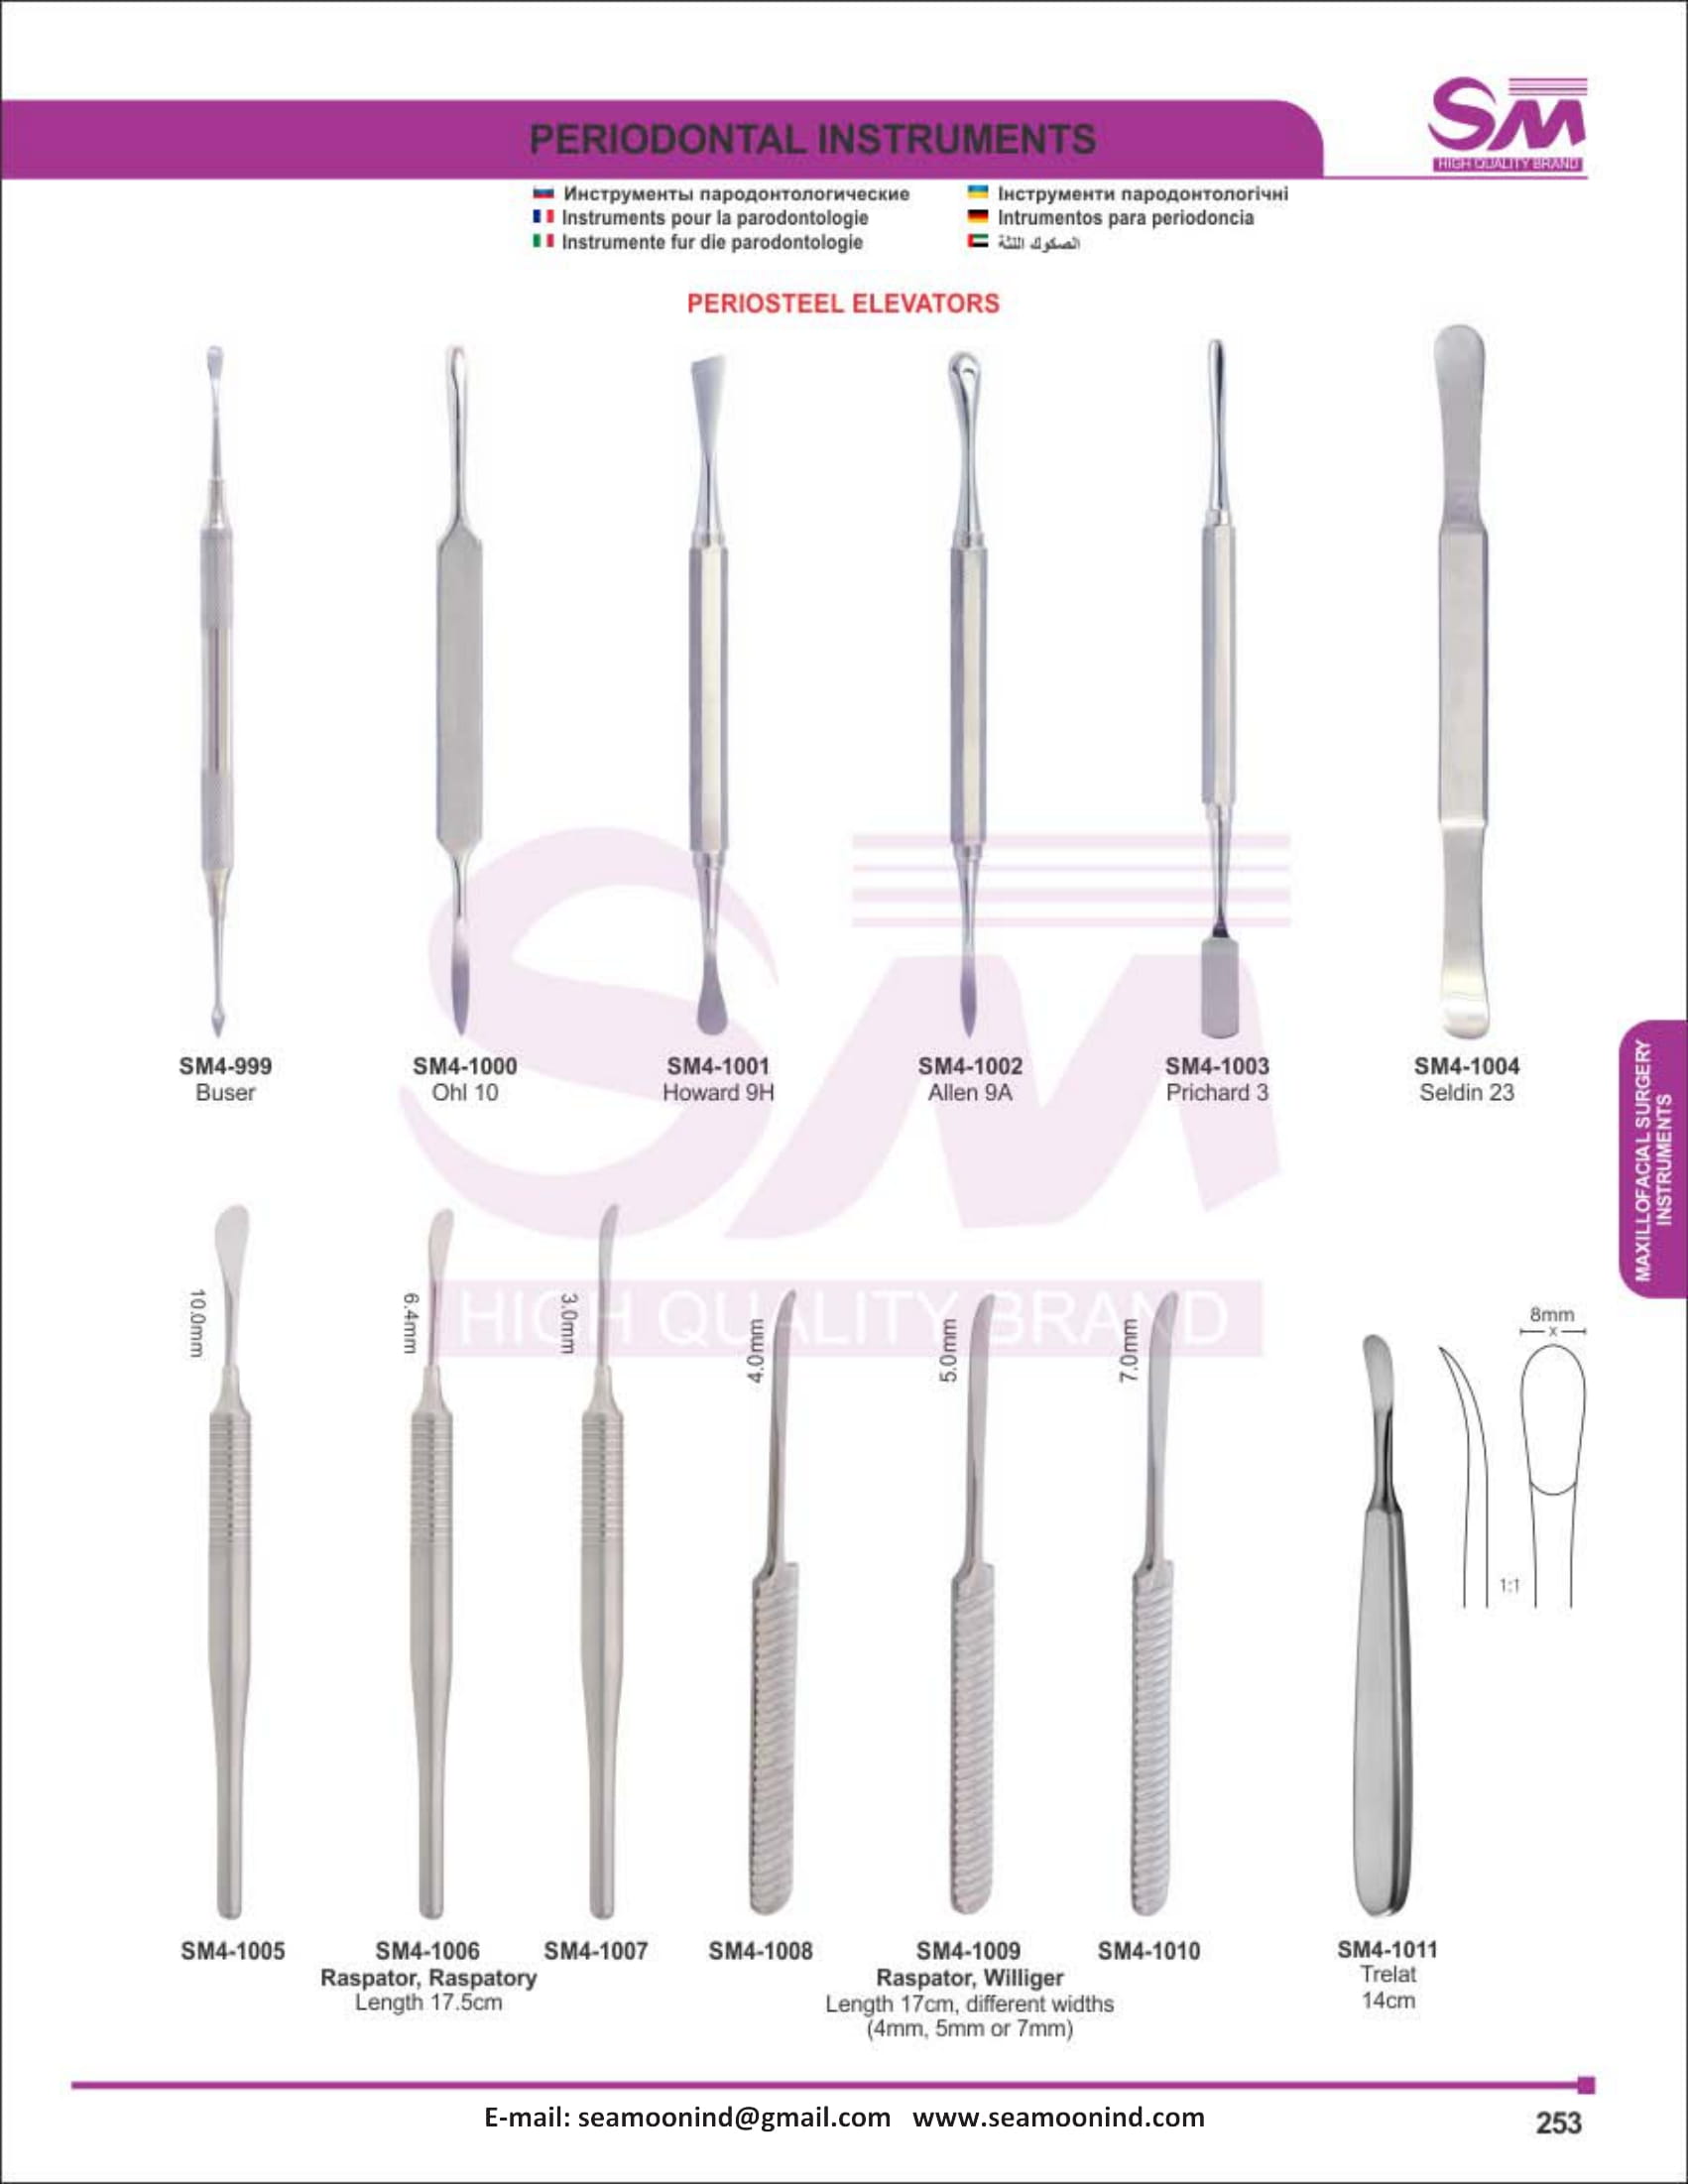 SM
HIGH QUALITY BRAND
PERIODONTAL INSTRUMENTS
Инструменты пародонтологические
Інструменти пародонтологічні
Instruments pour la parodontologie
Intrumentos para periodoncia
Instrumente fur die parodontologie
الصكوك اللثة
PERIOSTEEL ELEVATORS
SM4-999
Buser
SM4-1000
Ohl 10
SM4-1001
Howard 9H
SM4-1002
Allen 9A
SM4-1003
Prichard 3
SM4-1004
Seldin 23
MAXILLOFACIAL SURGERY
INSTRUMENTS
SM
HIGH QUALITY BRAND
10.0mm
6.4mm
3.0mm
4.0mm
5.0mm
7.0mm
8mm
x
1:1
SM4-1005
SM4-1006
SM4-1007
Raspator, Raspatory
Length 17.5cm
SM4-1008
SM4-1009
SM4-1010
Raspator, Williger
Length 17cm, different widths
(4mm, 5mm or 7mm)
SM4-1011
Trelat
14cm
E-mail: seamoonind@gmail.com www.seamoonind.com
253